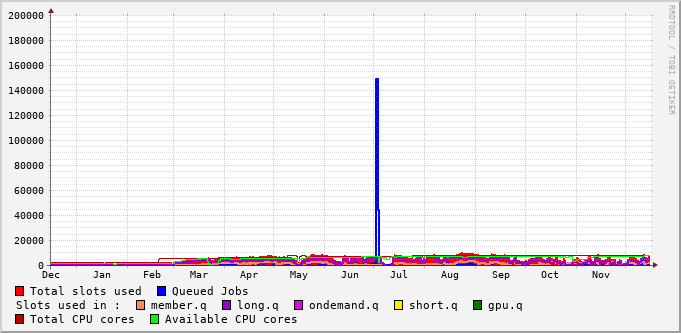 200000
180000
160000
140000
120000
100000
80000
60000
40000
20000
0
Dec Jan Feb Mar Apr May Jun Jul Aug Sep Oct Nov
Total slots used Queued Jobs
Slots used in : member.q long.q ondemand.q short.q gpu.q
Total CPU cores Available CPU cores
RRDTOOL / TOBI OETIKER